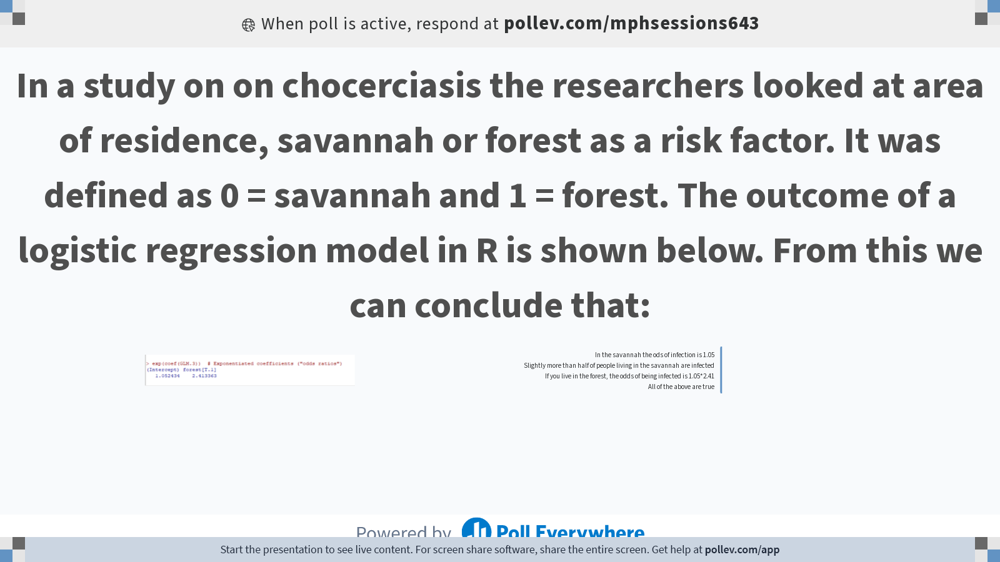 When poll is active, respond at pollev.com/mphsessions643
In a study on on chocerciasis the researchers looked at area
of residence, savannah or forest as a risk factor. It was
defined as 0 = savannah and 1 = forest. The outcome of a
logistic regression model in R is shown below. From this we
can conclude that:
> exp(coef(GLM.3))  # Exponentiated coefficients ("odds ratios")
(Intercept) forest[T.1]
1.052434 2.413363
In the savannah the ods of infection is 1.05
Slightly more than half of people living in the savannah are infected
If you live in the forest, the odds of being infected is 1.05*2.41
All of the above are true
Powered by Poll Everywhere
Start the presentation to see live content. For screen share software, share the entire screen. Get help at pollev.com/app